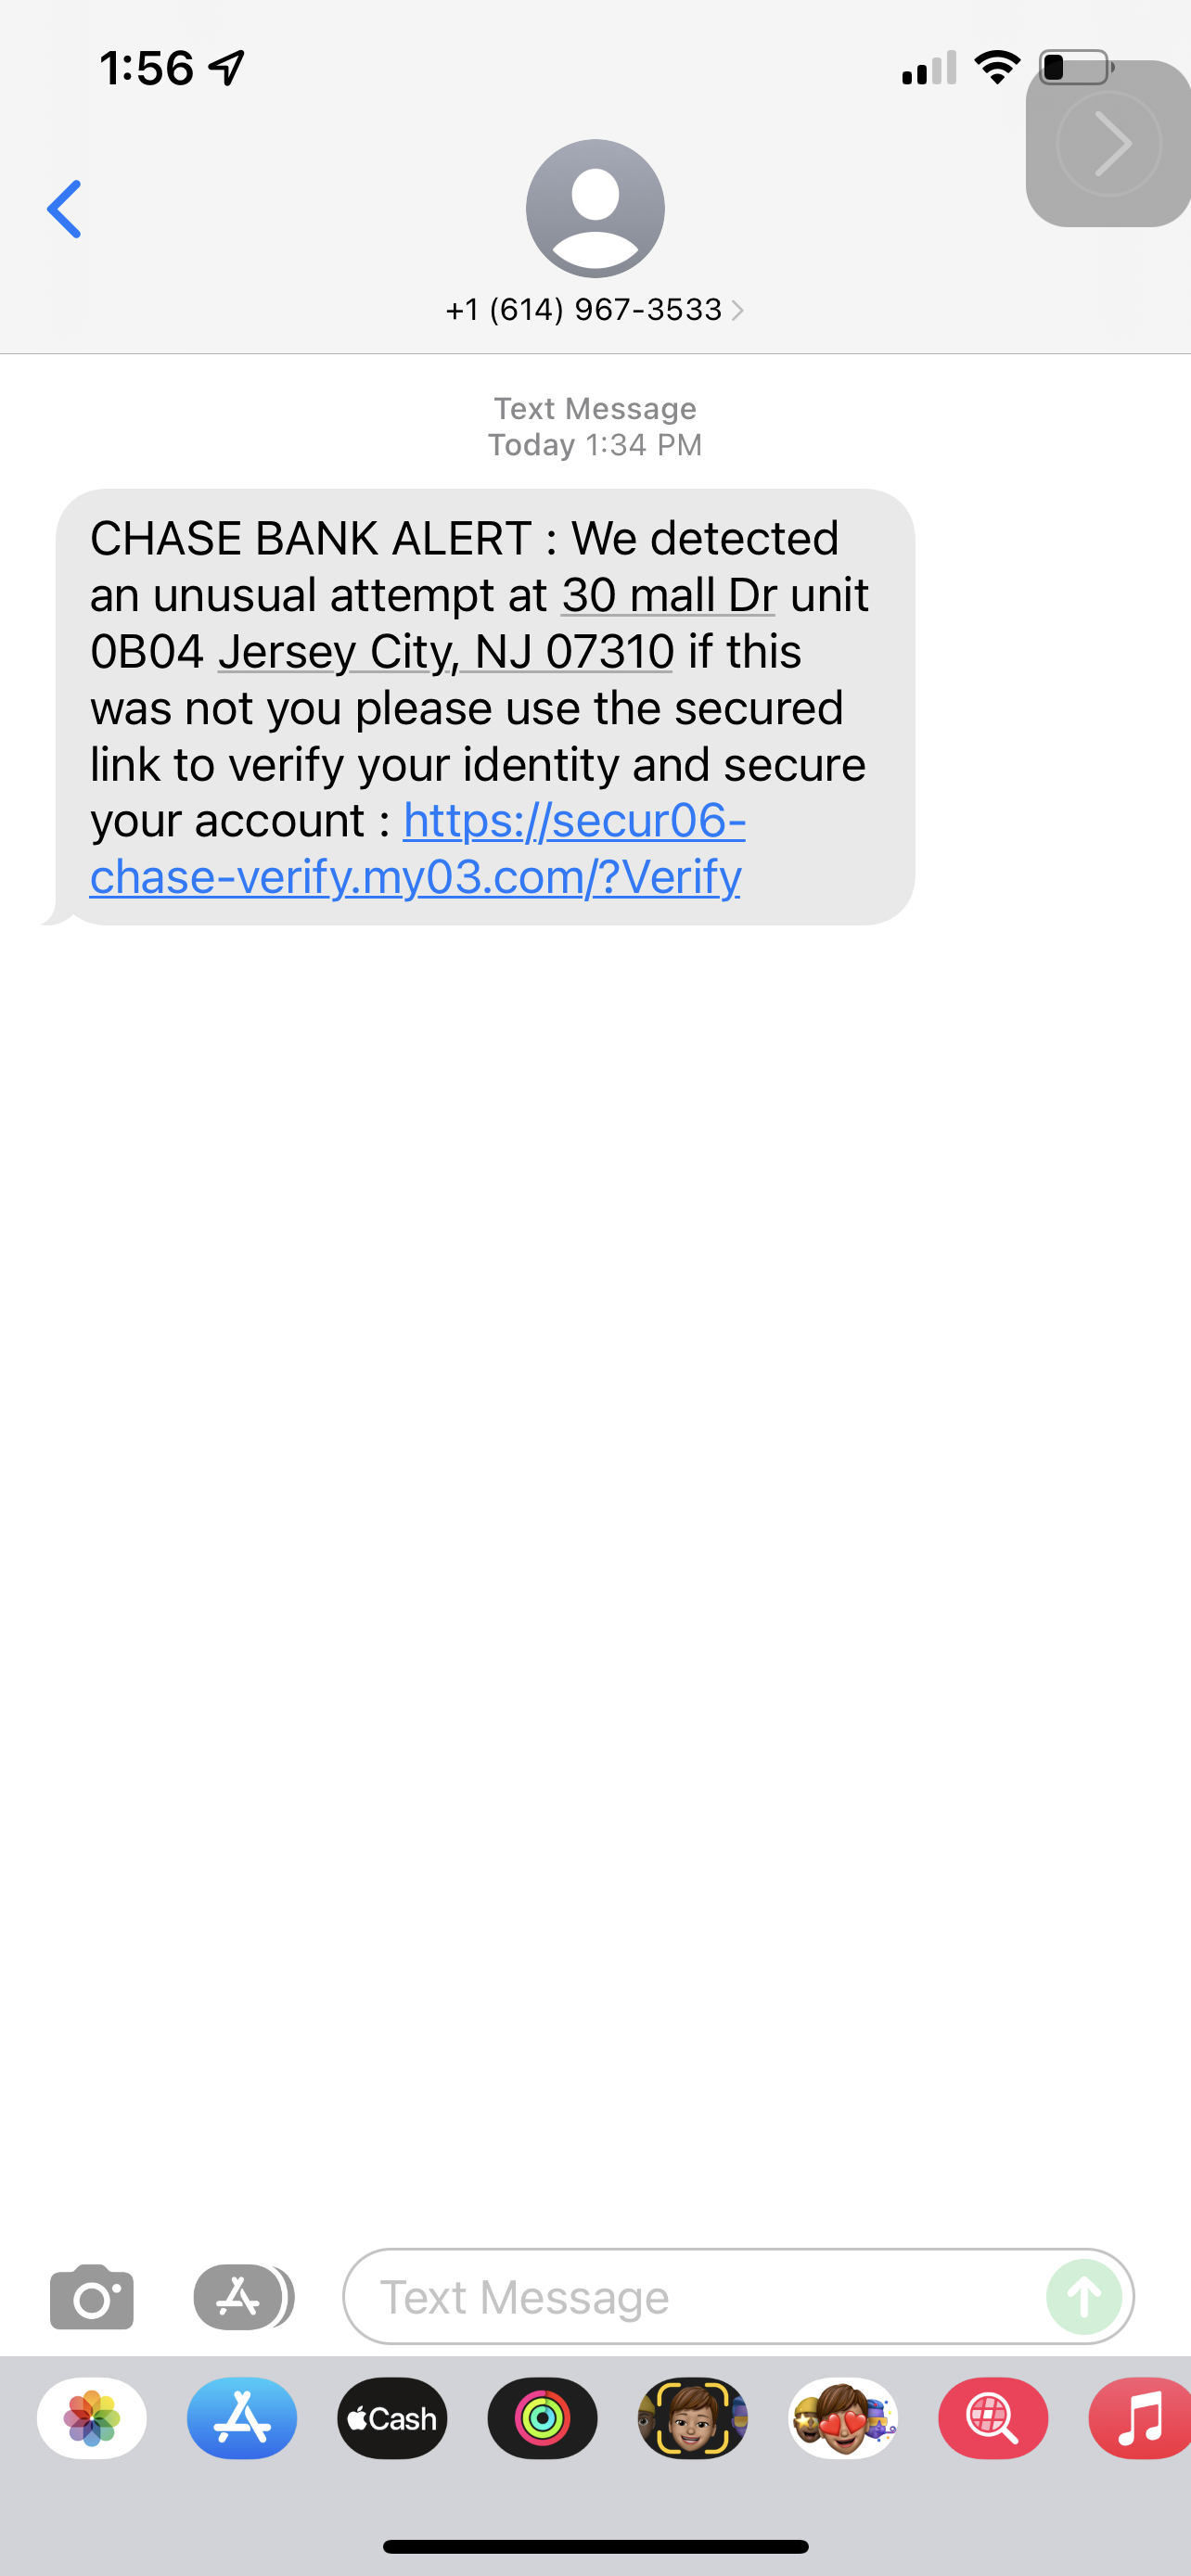 1:56
+1 (614) 967-3533
Text Message
Today 1:34 PM
CHASE BANK ALERT : We detected
an unusual attempt at 30 mall Dr unit
0B04 Jersey City, NJ 07310 if this
was not you please use the secured
link to verify your identity and secure
your account : https://secur06-
chase-verify.my03.com/?Verify
Text Message
Cash